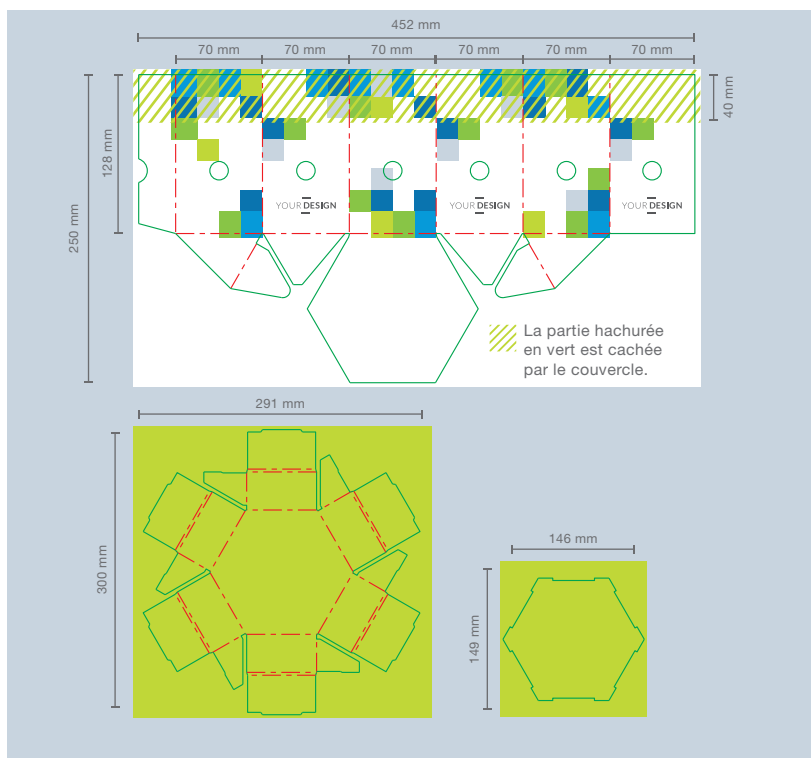 452 mm
70 mm 70 mm 70 mm 70 mm 70 mm 70 mm
40 mm
128 mm
250 mm
YOUR DESIGN YOUR DESIGN YOUR DESIGN
La partie hachurée
en vert est cachée
par le couvercle.
291 mm
300 mm
146 mm
149 mm